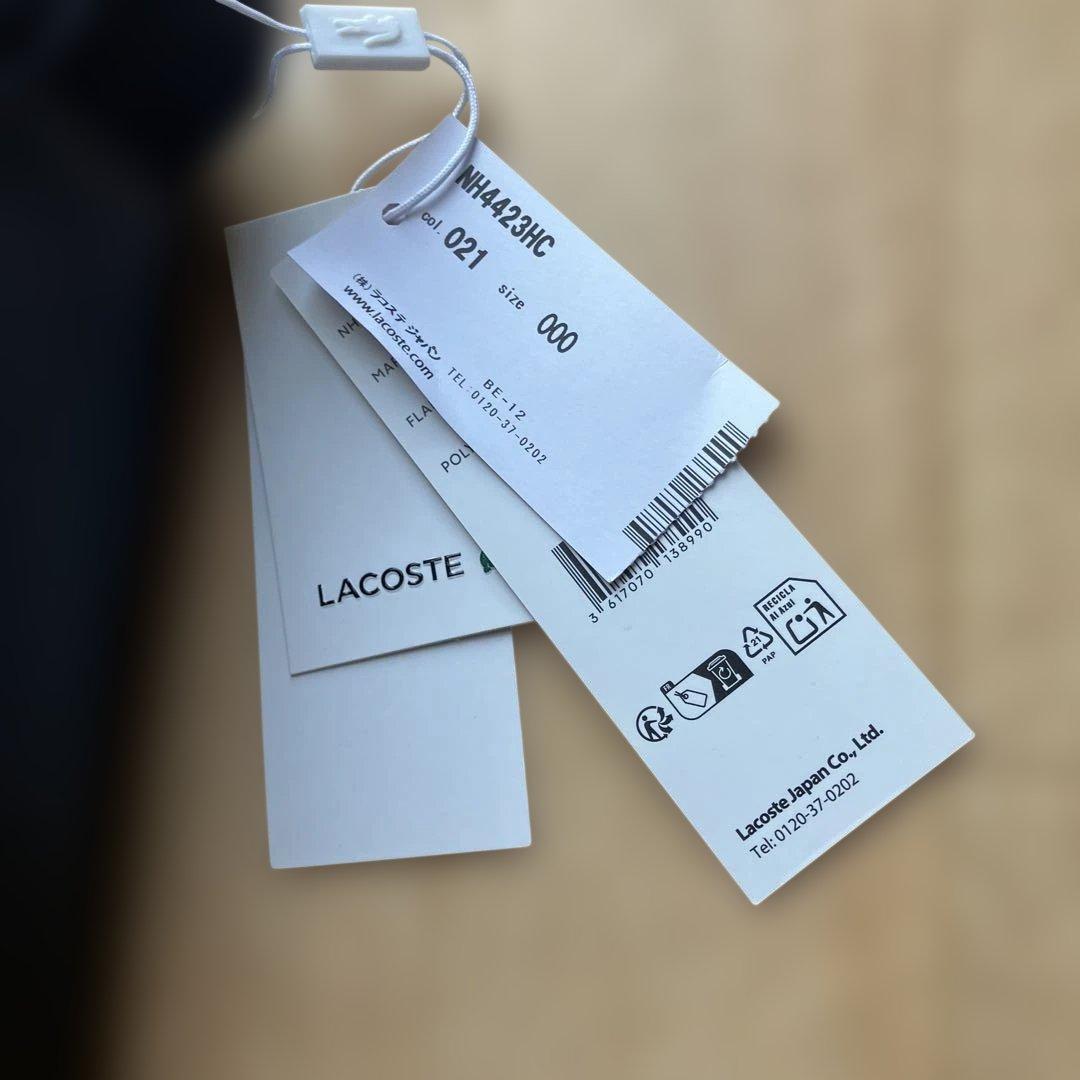 NH4423HC
col. 021
size 000
(株)ラコステ ジャパン
www.lacoste.com
BE-12
TEL:0120-37-0202
NH
FLA
POLY
LACOSTE
3 617070 138990
RECICLA
Al Azul
21
PAP
FR
Lacoste Japan Co., Ltd.
Tel: 0120-37-0202